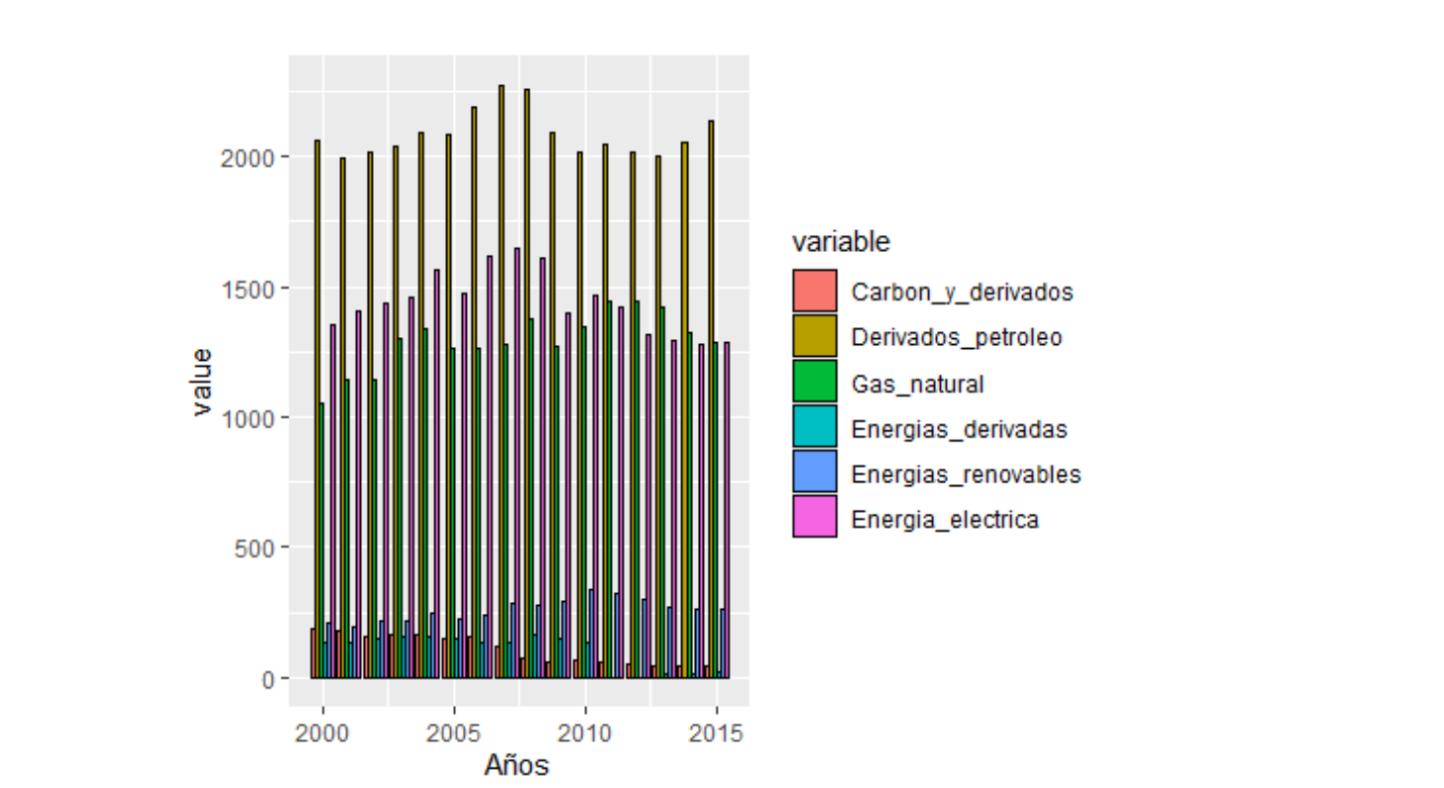 value
2000
1500
1000
500
0
2000 2005 2010 2015
Años
variable
Carbon_y_derivados
Derivados_petroleo
Gas_natural
Energias_derivadas
Energias_renovables
Energia_electrica